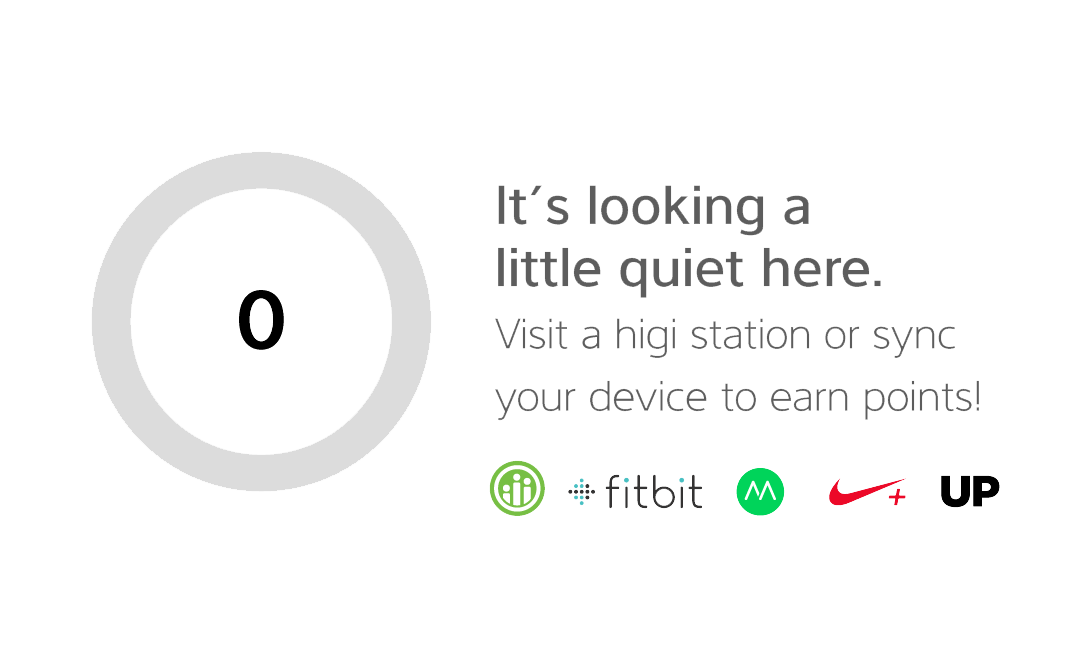 0
It´s looking a
little quiet here.
Visit a higi station or sync
your device to earn points!
fitbit + UP